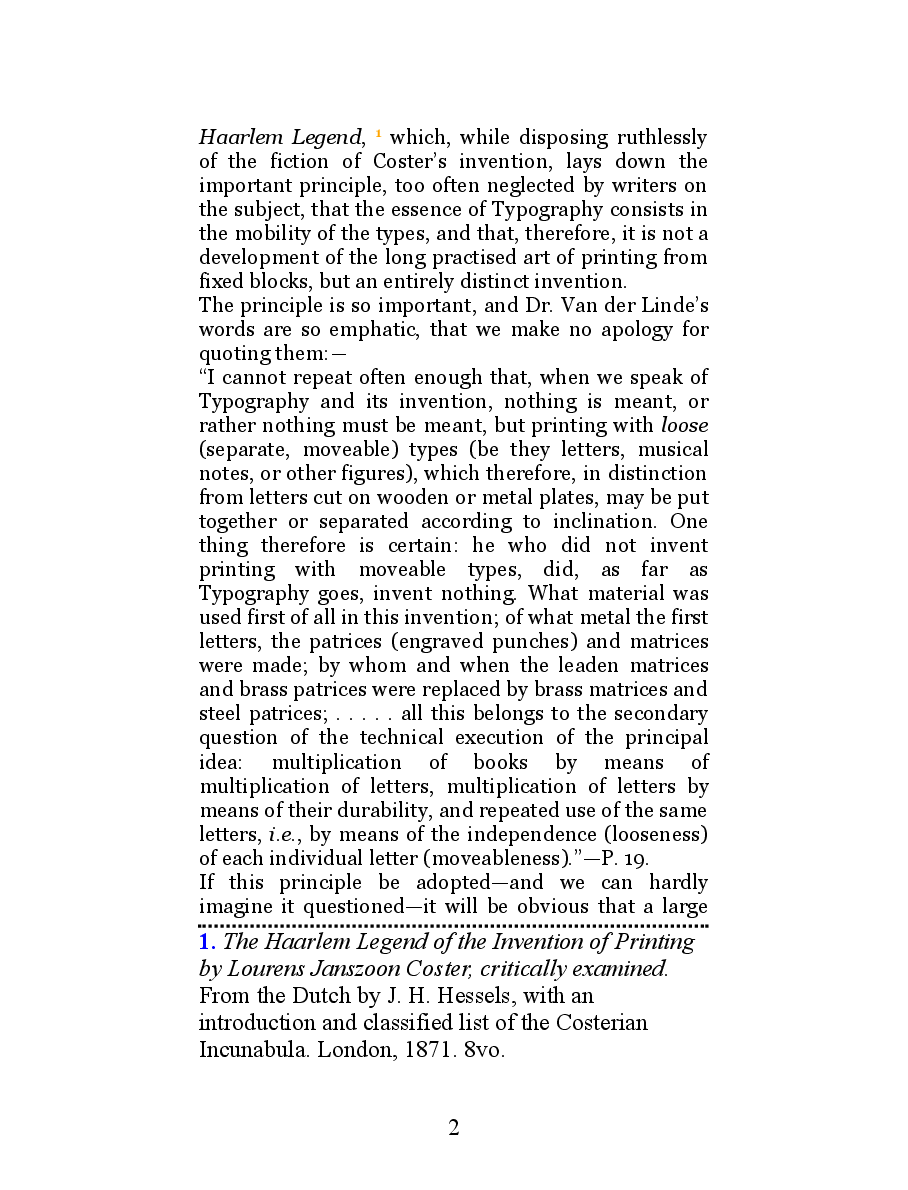 Haarlem Legend, 1 which, while disposing ruthlessly
of the fiction of Coster’s invention, lays down the
important principle, too often neglected by writers on
the subject, that the essence of Typography consists in
the mobility of the types, and that, therefore, it is not a
development of the long practised art of printing from
fixed blocks, but an entirely distinct invention.
The principle is so important, and Dr. Van der Linde’s
words are so emphatic, that we make no apology for
quoting them:—
“I cannot repeat often enough that, when we speak of
Typography and its invention, nothing is meant, or
rather nothing must be meant, but printing with loose
(separate, moveable) types (be they letters, musical
notes, or other figures), which therefore, in distinction
from letters cut on wooden or metal plates, may be put
together or separated according to inclination. One
thing therefore is certain: he who did not invent
printing with moveable types, did, as far as
Typography goes, invent nothing. What material was
used first of all in this invention; of what metal the first
letters, the patrices (engraved punches) and matrices
were made; by whom and when the leaden matrices
and brass patrices were replaced by brass matrices and
steel patrices; . . . . . all this belongs to the secondary
question of the technical execution of the principal
idea: multiplication of books by means of
multiplication of letters, multiplication of letters by
means of their durability, and repeated use of the same
letters, i.e., by means of the independence (looseness)
of each individual letter (moveableness).”—P. 19.
If this principle be adopted—and we can hardly
imagine it questioned—it will be obvious that a large
1. The Haarlem Legend of the Invention of Printing
by Lourens Janszoon Coster, critically examined.
From the Dutch by J. H. Hessels, with an
introduction and classified list of the Costerian
Incunabula. London, 1871. 8vo.
2